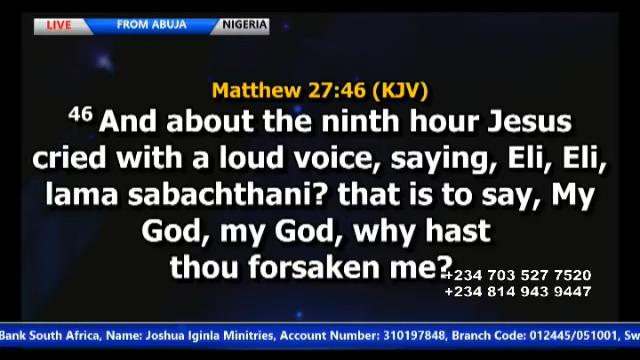 LIVE FROM ABUJA NIGERIA
Matthew 27:46 (KJV)
46 And about the ninth hour Jesus
cried with a loud voice, saying, Eli, Eli,
lama sabachthani? that is to say, My
God, my God, why hast
thou forsaken me?
+234 703 527 7520
+234 814 943 9447
Bank South Africa, Name: Joshua Iginla Minitries, Account Number: 310197848, Branch Code: 012445/051001, Sw